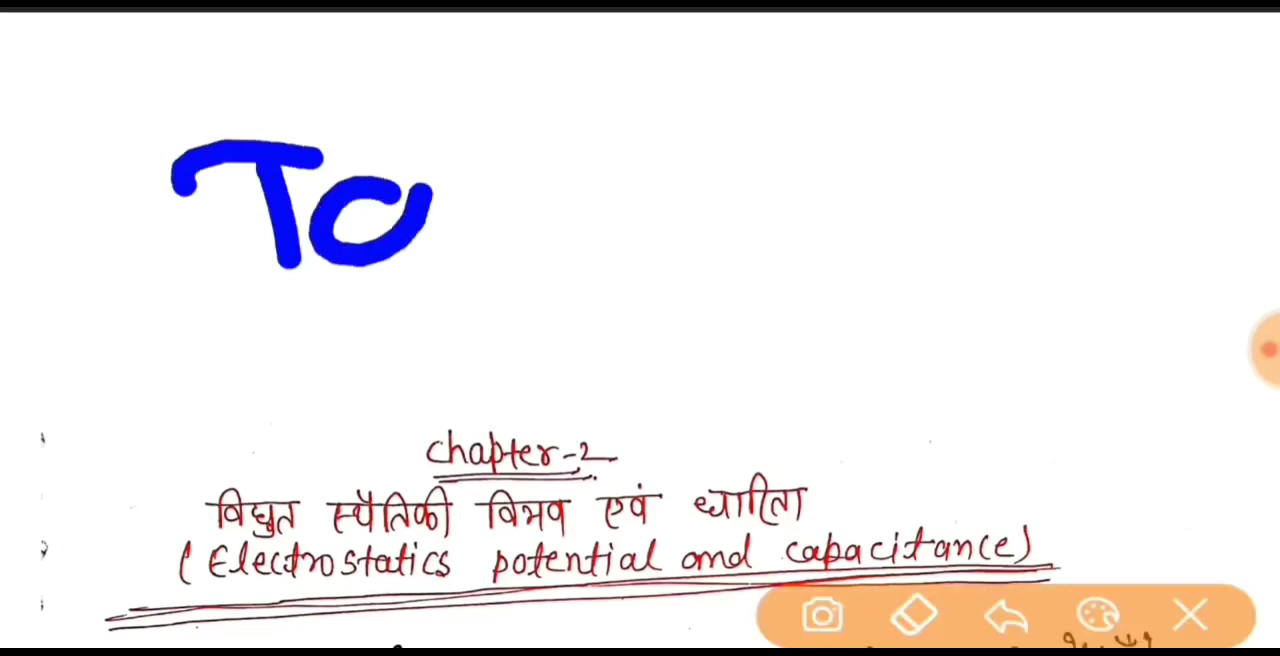 To
Chapter-2
विधुत स्थैतिकी विभव एवं धारिता
(Electrostatics potential and capacitance)